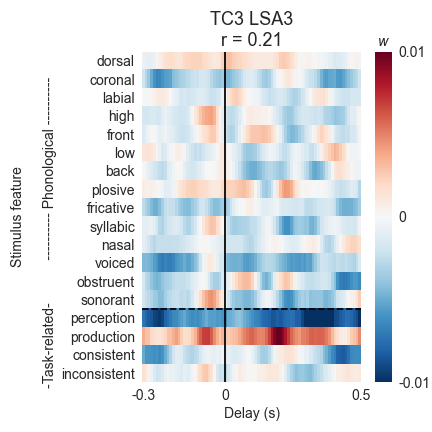 TC3 LSA3
r = 0.21
w
dorsal
coronal
labial
high
front
low
back
plosive
fricative
syllabic
nasal
voiced
obstruent
sonorant
perception
production
consistent
inconsistent
Stimulus feature
----------- Phonological ----------
-Task-related-
0.01
0
-0.01
-0.3
0
0.5
Delay (s)